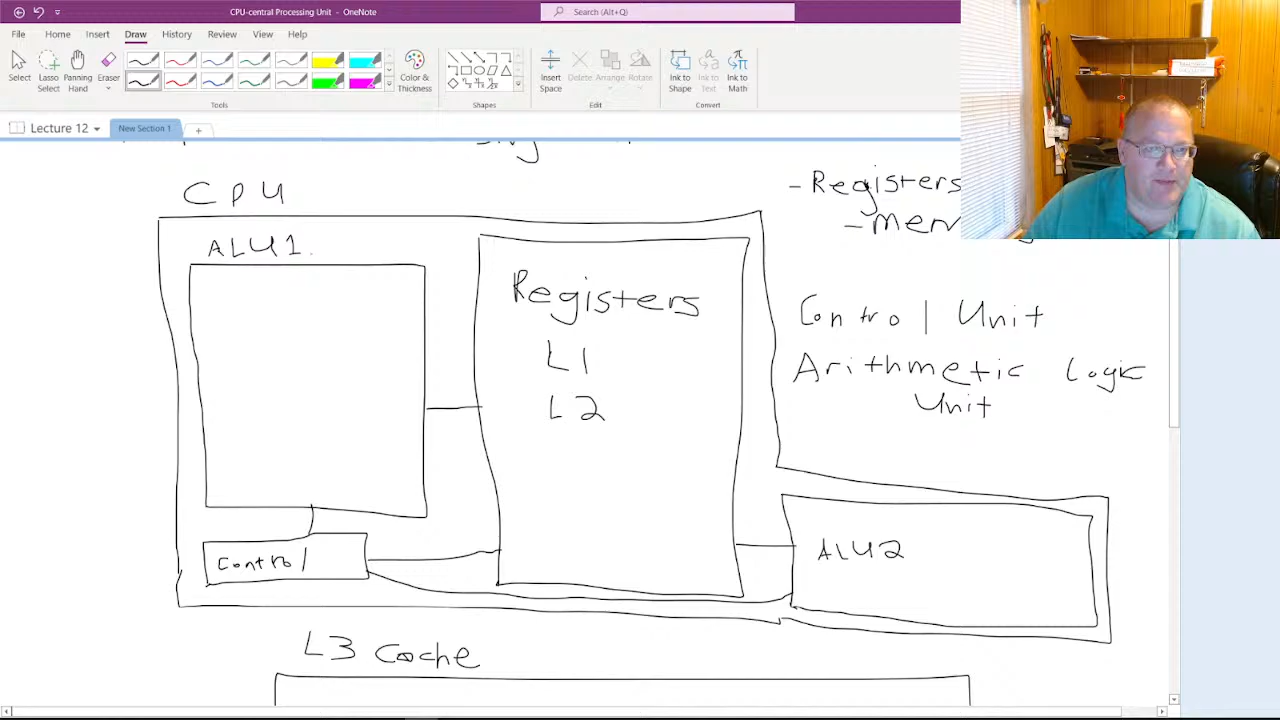 CPU-central Processing Unit - OneNote
Search (Alt+Q)
File Home Insert Draw History Review View Help
Select Lasso Select Panning Hand Eraser
Thickness
Insert Space Delete Arrange Rotate
Ink to Shape Ink to Text Ink to Math
Tools Shapes Edit Convert
Lecture 12 New Section 1 +
CPU
ALU1.
Registers
L1
L2
Control
ALU2
L3 Cache
- Registers
Control Unit
Arithmetic Logic
Unit